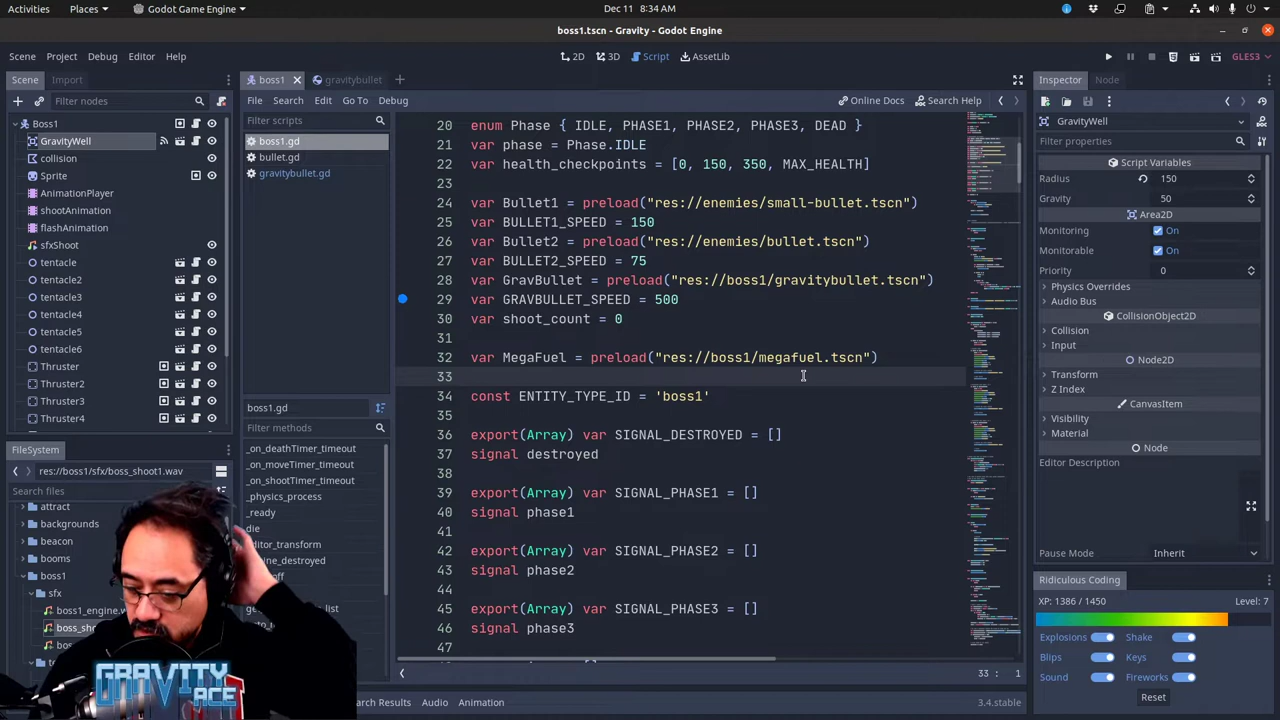 Activities
Places
Godot Game Engine
Dec 11 8:34 AM
boss1.tscn - Gravity - Godot Engine
Scene Project Debug Editor Help
2D 3D Script AssetLib
GLES3
Scene Import
Filter nodes
Boss1
GravityWell
collision
Sprite
AnimationPlayer
shootAnimation
flashAnimation
sfxShoot
tentacle
tentacle2
tentacle3
tentacle4
tentacle5
tentacle6
Thruster
Thruster2
Thruster3
Thruster4
FileSystem
res://boss1/sfx/boss_shoot1.wav
Search files
attract
backgrounds
beacon
booms
boss1
sfx
boss1 gravitybullet
File Search Edit Go To Debug
Online Docs Search Help
Filter scripts
boss1.gd
bullet.gd
gravitybullet.gd
boss1.gd
Filter methods
_on_shootTimer_timeout
_physics_process
_ready
die
20 enum Phase { IDLE, PHASE1, PHASE2, PHASE3, DEAD }
21 var phase = Phase.IDLE
22 var health_checkpoints = [0, 150, 350, MAX_HEALTH]
23
24 var Bullet1 = preload("res://enemies/small-bullet.tscn")
25 var BULLET1_SPEED = 150
26 var Bullet2 = preload("res://enemies/bullet.tscn")
27 var BULLET2_SPEED = 75
28 var GravBullet = preload("res://boss1/gravitybullet.tscn")
29 var GRAVBULLET_SPEED = 500
30 var shoot_count = 0
31
32 var MegaFuel = preload("res://boss1/megafuel.tscn")
33
34 const ENTITY_TYPE_ID = 'boss1'
35
36 export(Array) var SIGNAL_DESTROYED = []
37 signal destroyed
38
39 export(Array) var SIGNAL_PHASE1 = []
40 signal phase1
41
42 export(Array) var SIGNAL_PHASE2 = []
43 signal phase2
44
45 export(Array) var SIGNAL_PHASE3 = []
46 signal phase3
47
33 : 1
Audio Animation
3.4.stable
Inspector Node
GravityWell
Filter properties
Script Variables
Radius 150
Gravity 50
Area2D
Monitoring On
Monitorable On
Priority 0
Physics Overrides
Audio Bus
CollisionObject2D
Collision
Input
Node2D
Transform
Z Index
CanvasItem
Visibility
Material
Node
Editor Description
Pause Mode Inherit
Ridiculous Coding
XP: 1386 / 1450 Level: 7
Explosions
Blips Keys
Sound Fireworks
Reset
GRAVITY
ACE